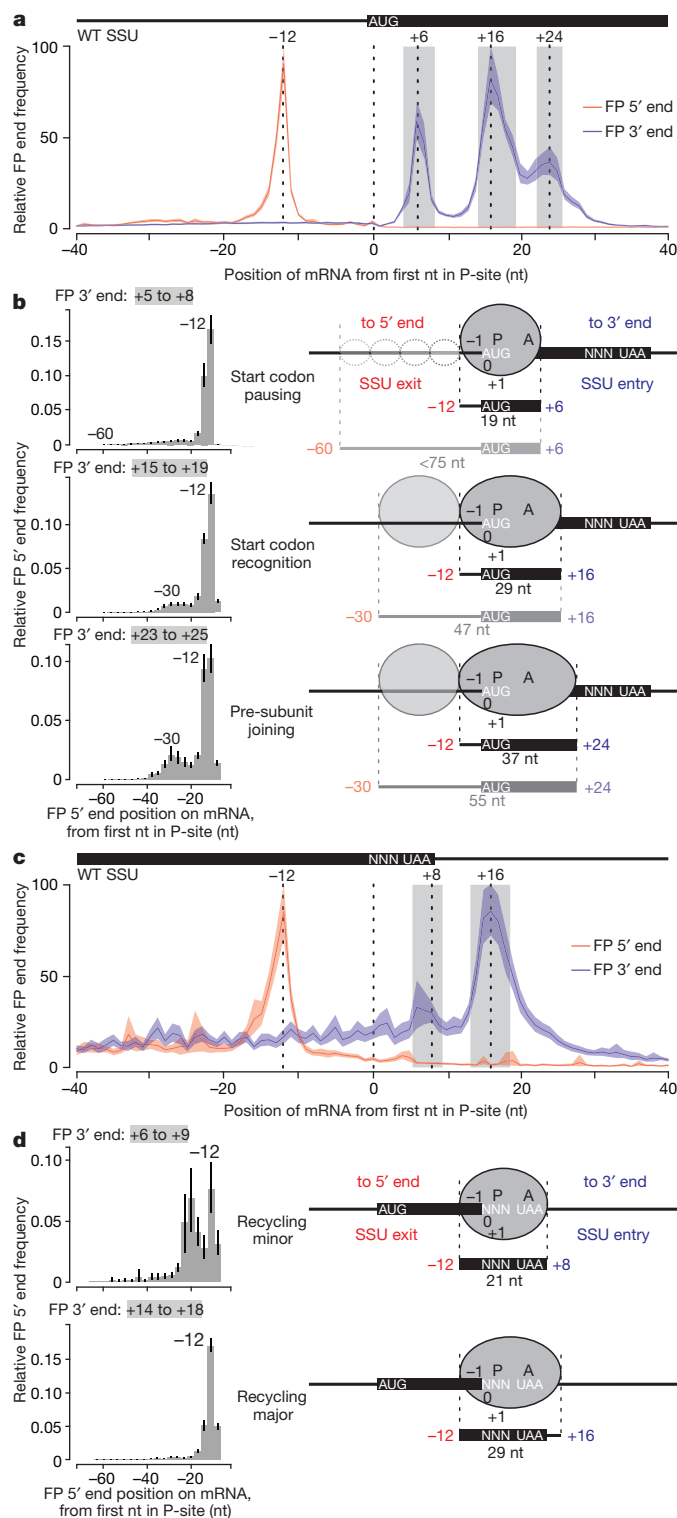 a
AUG
WT SSU
−12
+6
+16
+24
Relative FP end frequency
100
50
0
FP 5′ end
FP 3′ end
−40
−20
0
20
40
Position of mRNA from first nt in P-site (nt)
b
FP 3′ end: +5 to +8
−12
0.15
0.10
0.05
0
−60
Start codon
pausing
to 5′ end
to 3′ end
−1 P A
AUG
NNN UAA
0
+1
SSU exit
SSU entry
−12
AUG
+6
19 nt
−60
AUG
+6
<75 nt
FP 3′ end: +15 to +19
−12
0.10
0.05
0
−30
Relative FP 5′ end frequency
Start codon
recognition
−1 P A
AUG
NNN UAA
0
+1
−12
AUG
+16
29 nt
−30
AUG
+16
47 nt
FP 3′ end: +23 to +25
−12
0.10
0.05
0
−30
−60
−40
−20
FP 5′ end position on mRNA,
from first nt in P-site (nt)
Pre-subunit
joining
−1 P A
AUG
NNN UAA
0
+1
−12
AUG
+24
37 nt
−30
AUG
+24
55 nt
c
NNN UAA
WT SSU
−12
+8
+16
Relative FP end frequency
100
50
0
FP 5′ end
FP 3′ end
−40
−20
0
20
40
Position of mRNA from first nt in P-site (nt)
d
FP 3′ end: +6 to +9
−12
0.10
0.05
0
Recycling
minor
to 5′ end
to 3′ end
−1 P A
AUG
NNN UAA
0
+1
SSU exit
SSU entry
−12
NNN UAA
+8
21 nt
Relative FP 5′ end frequency
FP 3′ end: +14 to +18
−12
0.15
0.10
0.05
0
−60
−40
−20
FP 5′ end position on mRNA,
from first nt in P-site (nt)
Recycling
major
−1 P A
AUG
NNN UAA
0
+1
−12
NNN UAA
+16
29 nt